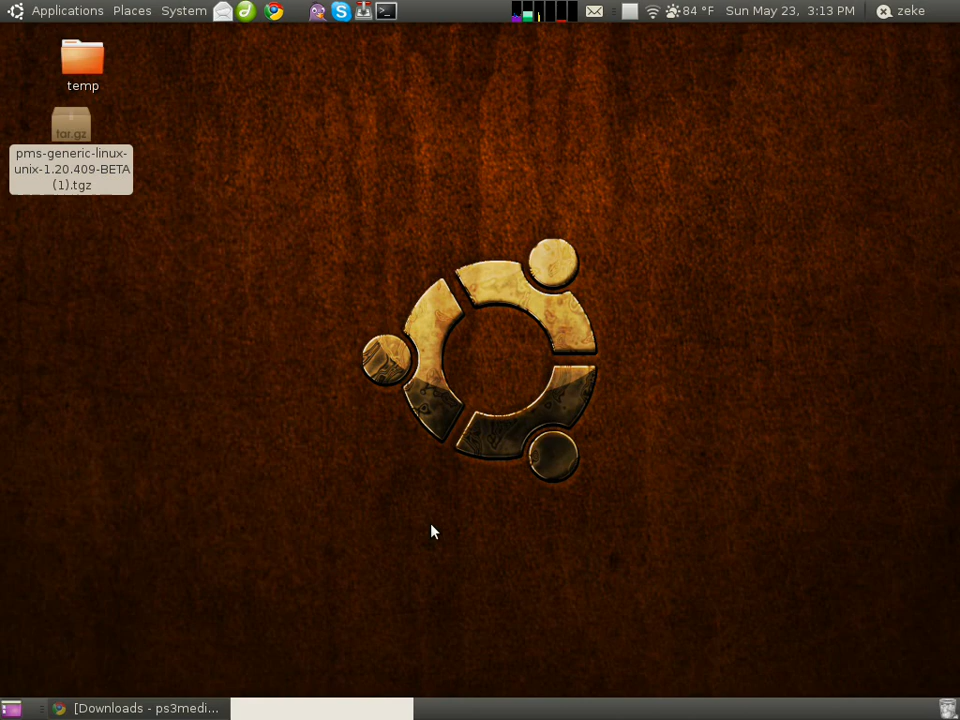 Applications Places System
84 °F Sun May 23, 3:13 PM zeke
temp
tar.gz
pms-generic-linux-
unix-1.20.409-BETA
(1).tgz
[Downloads - ps3medi...